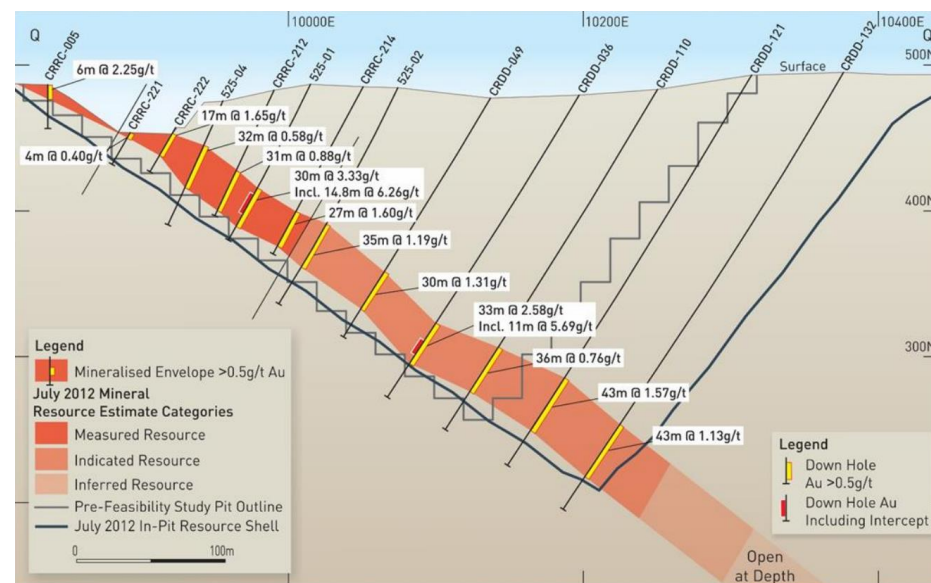 10000E
10200E
10400E
Q
Q
500N
400N
300N
Surface
CRRC-005
CRRC-221
CRRC-222
525-04
CRRC-212
525-01
CRRC-214
525-02
CRDD-049
CRDD-036
CRDD-110
CRDD-121
CRDD-132
6m @ 2.25g/t
4m @ 0.40g/t
17m @ 1.65g/t
32m @ 0.58g/t
31m @ 0.88g/t
30m @ 3.33g/t
Incl. 14.8m @ 6.26g/t
27m @ 1.60g/t
35m @ 1.19g/t
30m @ 1.31g/t
33m @ 2.58g/t
Incl. 11m @ 5.69g/t
36m @ 0.76g/t
43m @ 1.57g/t
43m @ 1.13g/t
Open
at Depth
Legend
Mineralised Envelope >0.5g/t Au
July 2012 Mineral
Resource Estimate Categories
Measured Resource
Indicated Resource
Inferred Resource
Pre-Feasibility Study Pit Outline
July 2012 In-Pit Resource Shell
0
100m
Legend
Down Hole
Au >0.5g/t
Down Hole Au
Including Intercept